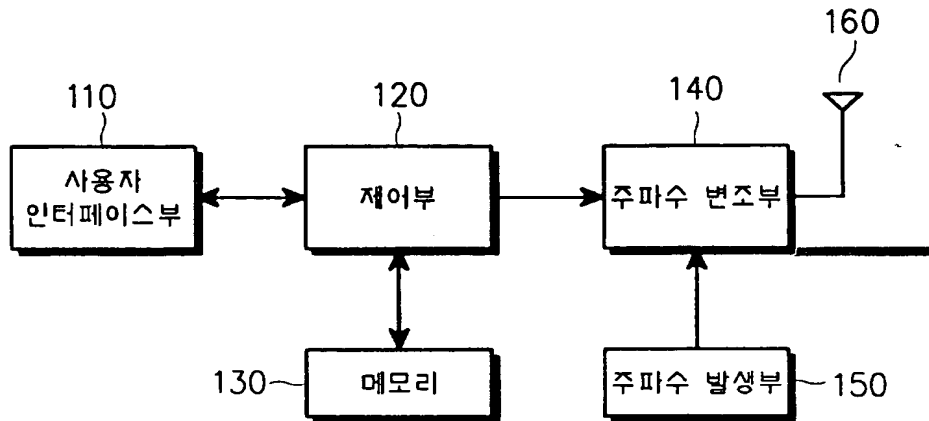 160
110
120
140
사용자
인터페이스부
제어부
주파수 변조부
130
메모리
주파수 발생부
150